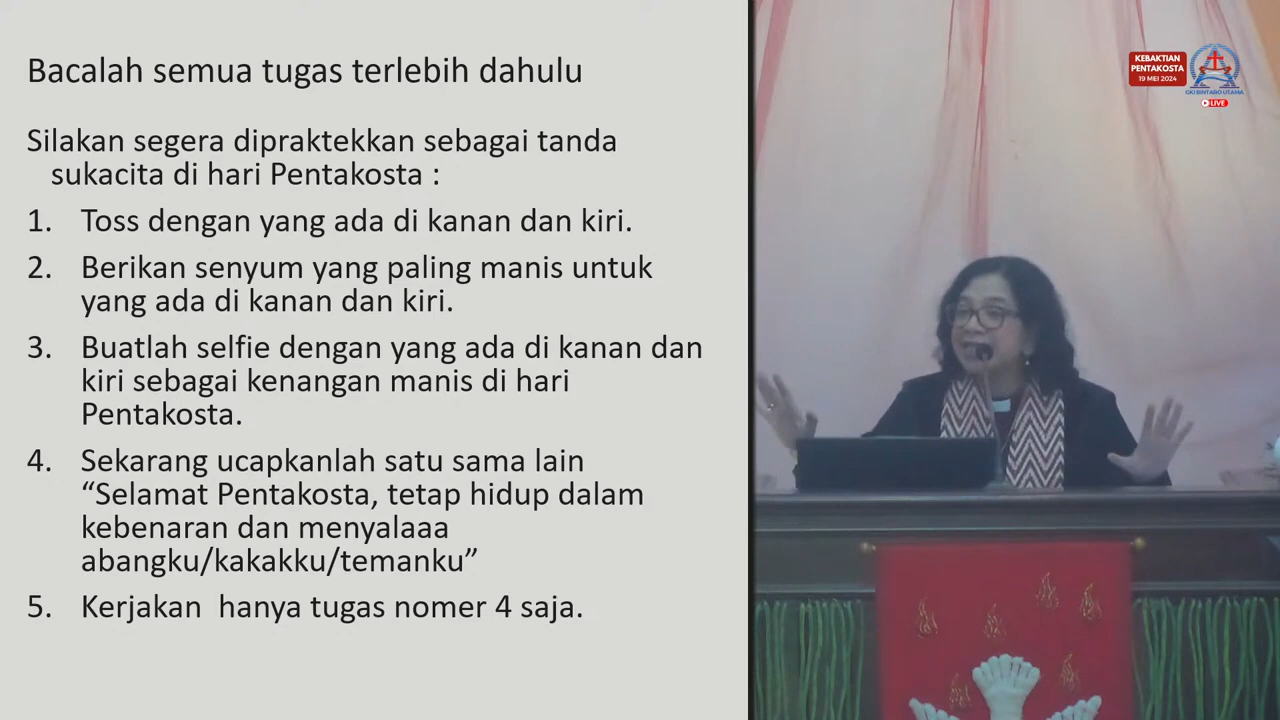 Bacalah semua tugas terlebih dahulu
Silakan segera dipraktekkan sebagai tanda
sukacita di hari Pentakosta :
1. Toss dengan yang ada di kanan dan kiri.
2. Berikan senyum yang paling manis untuk
yang ada di kanan dan kiri.
3. Buatlah selfie dengan yang ada di kanan dan
kiri sebagai kenangan manis di hari
Pentakosta.
4. Sekarang ucapkanlah satu sama lain
“Selamat Pentakosta, tetap hidup dalam
kebenaran dan menyalaaa
abangku/kakakku/temanku”
5. Kerjakan  hanya tugas nomer 4 saja.
KEBAKTIAN
PENTAKOSTA
19 MEI 2024
GKI BINTARO UTAMA
LIVE